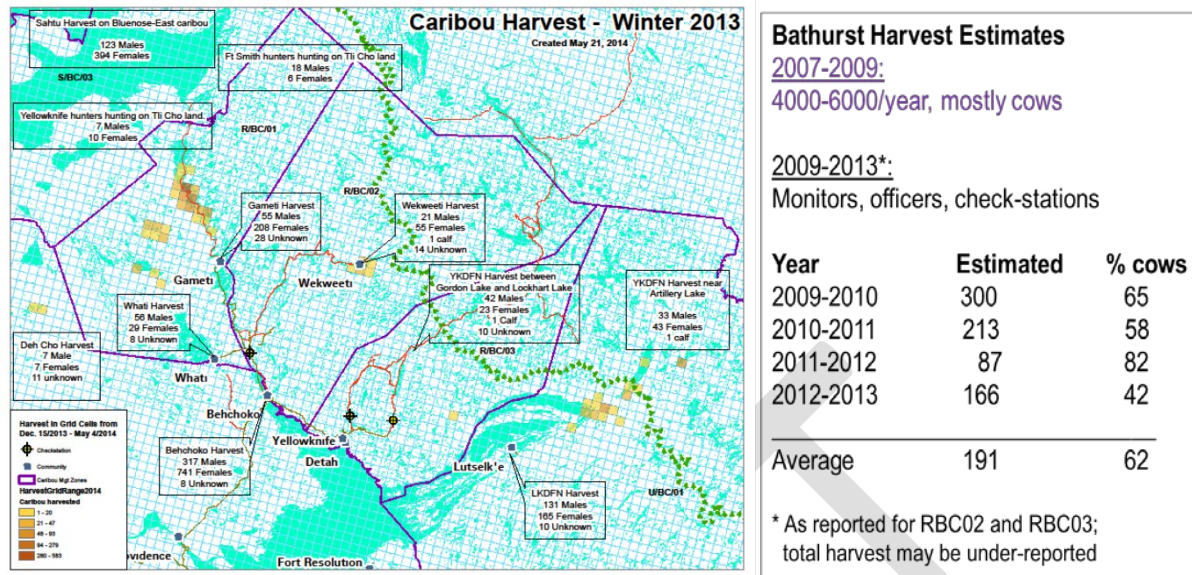 Caribou Harvest - Winter 2013
Created May 21, 2014
Sahtu Harvest on Bluenose-East caribou
123 Males
394 Females
S/BC/03
Ft Smith hunters hunting on Tli Cho land
18 Males
6 Females
Yellowknife hunters hunting on Tli Cho land.
7 Males
10 Females
R/BC/01
R/BC/02
Gameti Harvest
55 Males
208 Females
28 Unknown
Wekweeti Harvest
21 Males
55 Females
1 calf
14 Unknown
Gameti
Wekweeti
YKDFN Harvest between
Gordon Lake and Lockhart Lake
42 Males
23 Females
1 Calf
10 Unknown
YKDFN Harvest near
Artillery Lake
33 Males
43 Females
1 calf
Whati Harvest
56 Males
29 Females
8 Unknown
R/BC/03
Deh Cho Harvest
7 Male
7 Females
11 unknown
Whati
Behchoko
Harvest in Grid Cells from
Dec. 15/2013 - May 4/2014
Checkstation
Community
Caribou Mgt Zones
HarvestGridRange2014
Caribou harvested
1 - 20
21 - 47
48 - 93
94 - 279
280 - 583
Behchoko Harvest
317 Males
741 Females
8 Unknown
Yellowknife
Detah
Lutselk'e
U/BC/01
LKDFN Harvest
131 Males
165 Females
10 Unknown
ovidence
Fort Resolution
Bathurst Harvest Estimates
2007-2009:
4000-6000/year, mostly cows
2009-2013*:
Monitors, officers, check-stations
Year Estimated % cows
2009-2010 300 65
2010-2011 213 58
2011-2012 87 82
2012-2013 166 42
Average 191 62
* As reported for RBC02 and RBC03;
total harvest may be under-reported